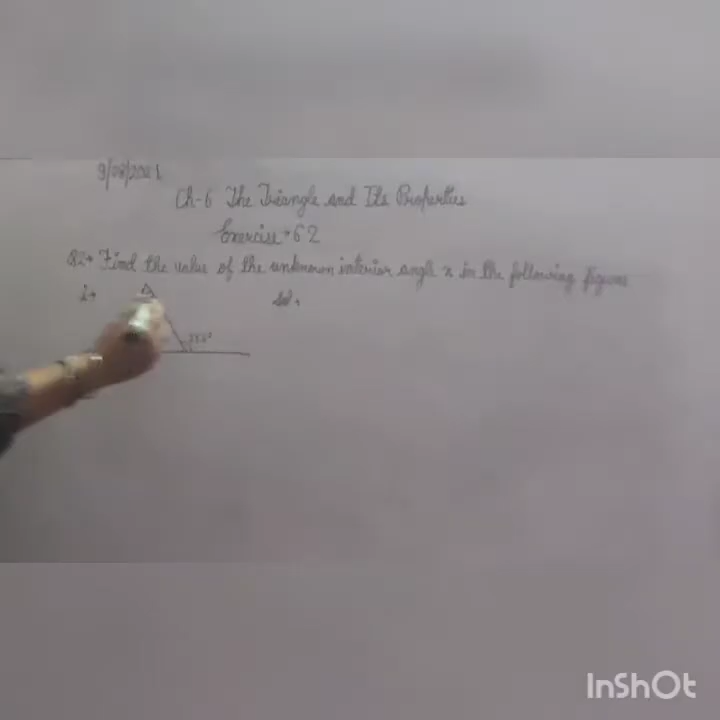 9/08/2021
Ch-6 The Triangle and Its Properties
Exercise → 6.2
Q2→ Find the value of the unknown interior angle x in the following figures
i→
Sol →
InShOt